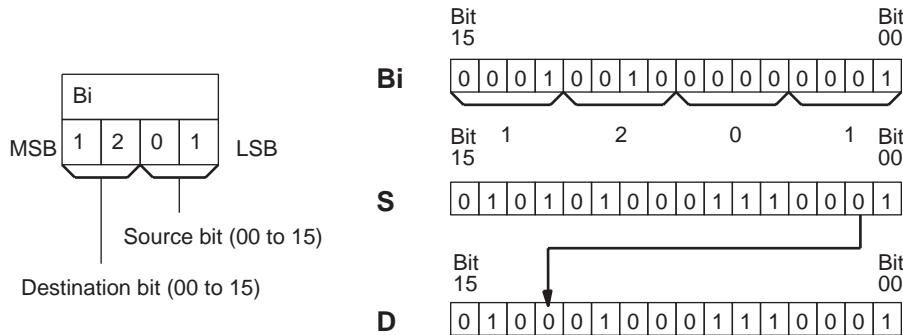 Bi
MSB 1 2 0 1 LSB
Source bit (00 to 15)
Destination bit (00 to 15)
Bit 15
Bit 00
Bi 0 0 0 1 0 0 1 0 0 0 0 0 0 0 0 1
1 2 0 1
Bit 15
Bit 00
S 0 1 0 1 0 1 0 0 0 1 1 1 0 0 0 1
Bit 15
Bit 00
D 0 1 0 0 0 1 0 0 0 1 1 1 0 0 0 1